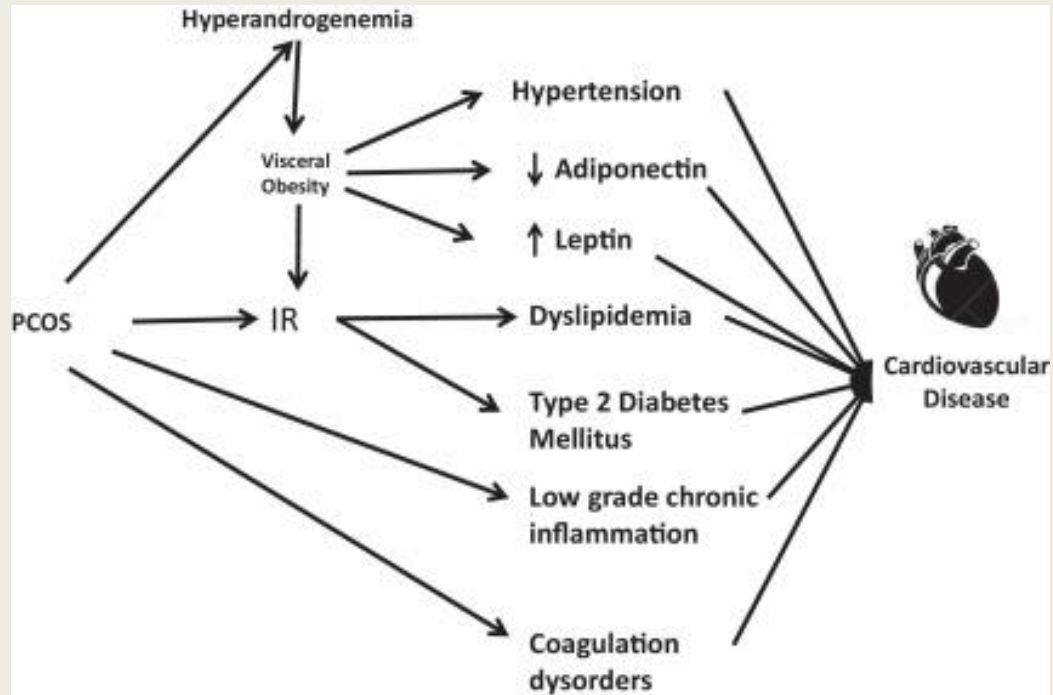 Hyperandrogenemia
Hypertension
Visceral
Obesity
↓ Adiponectin
↑ Leptin
PCOS
IR
Dyslipidemia
Cardiovascular
Disease
Type 2 Diabetes
Mellitus
Low grade chronic
inflammation
Coagulation
dysorders